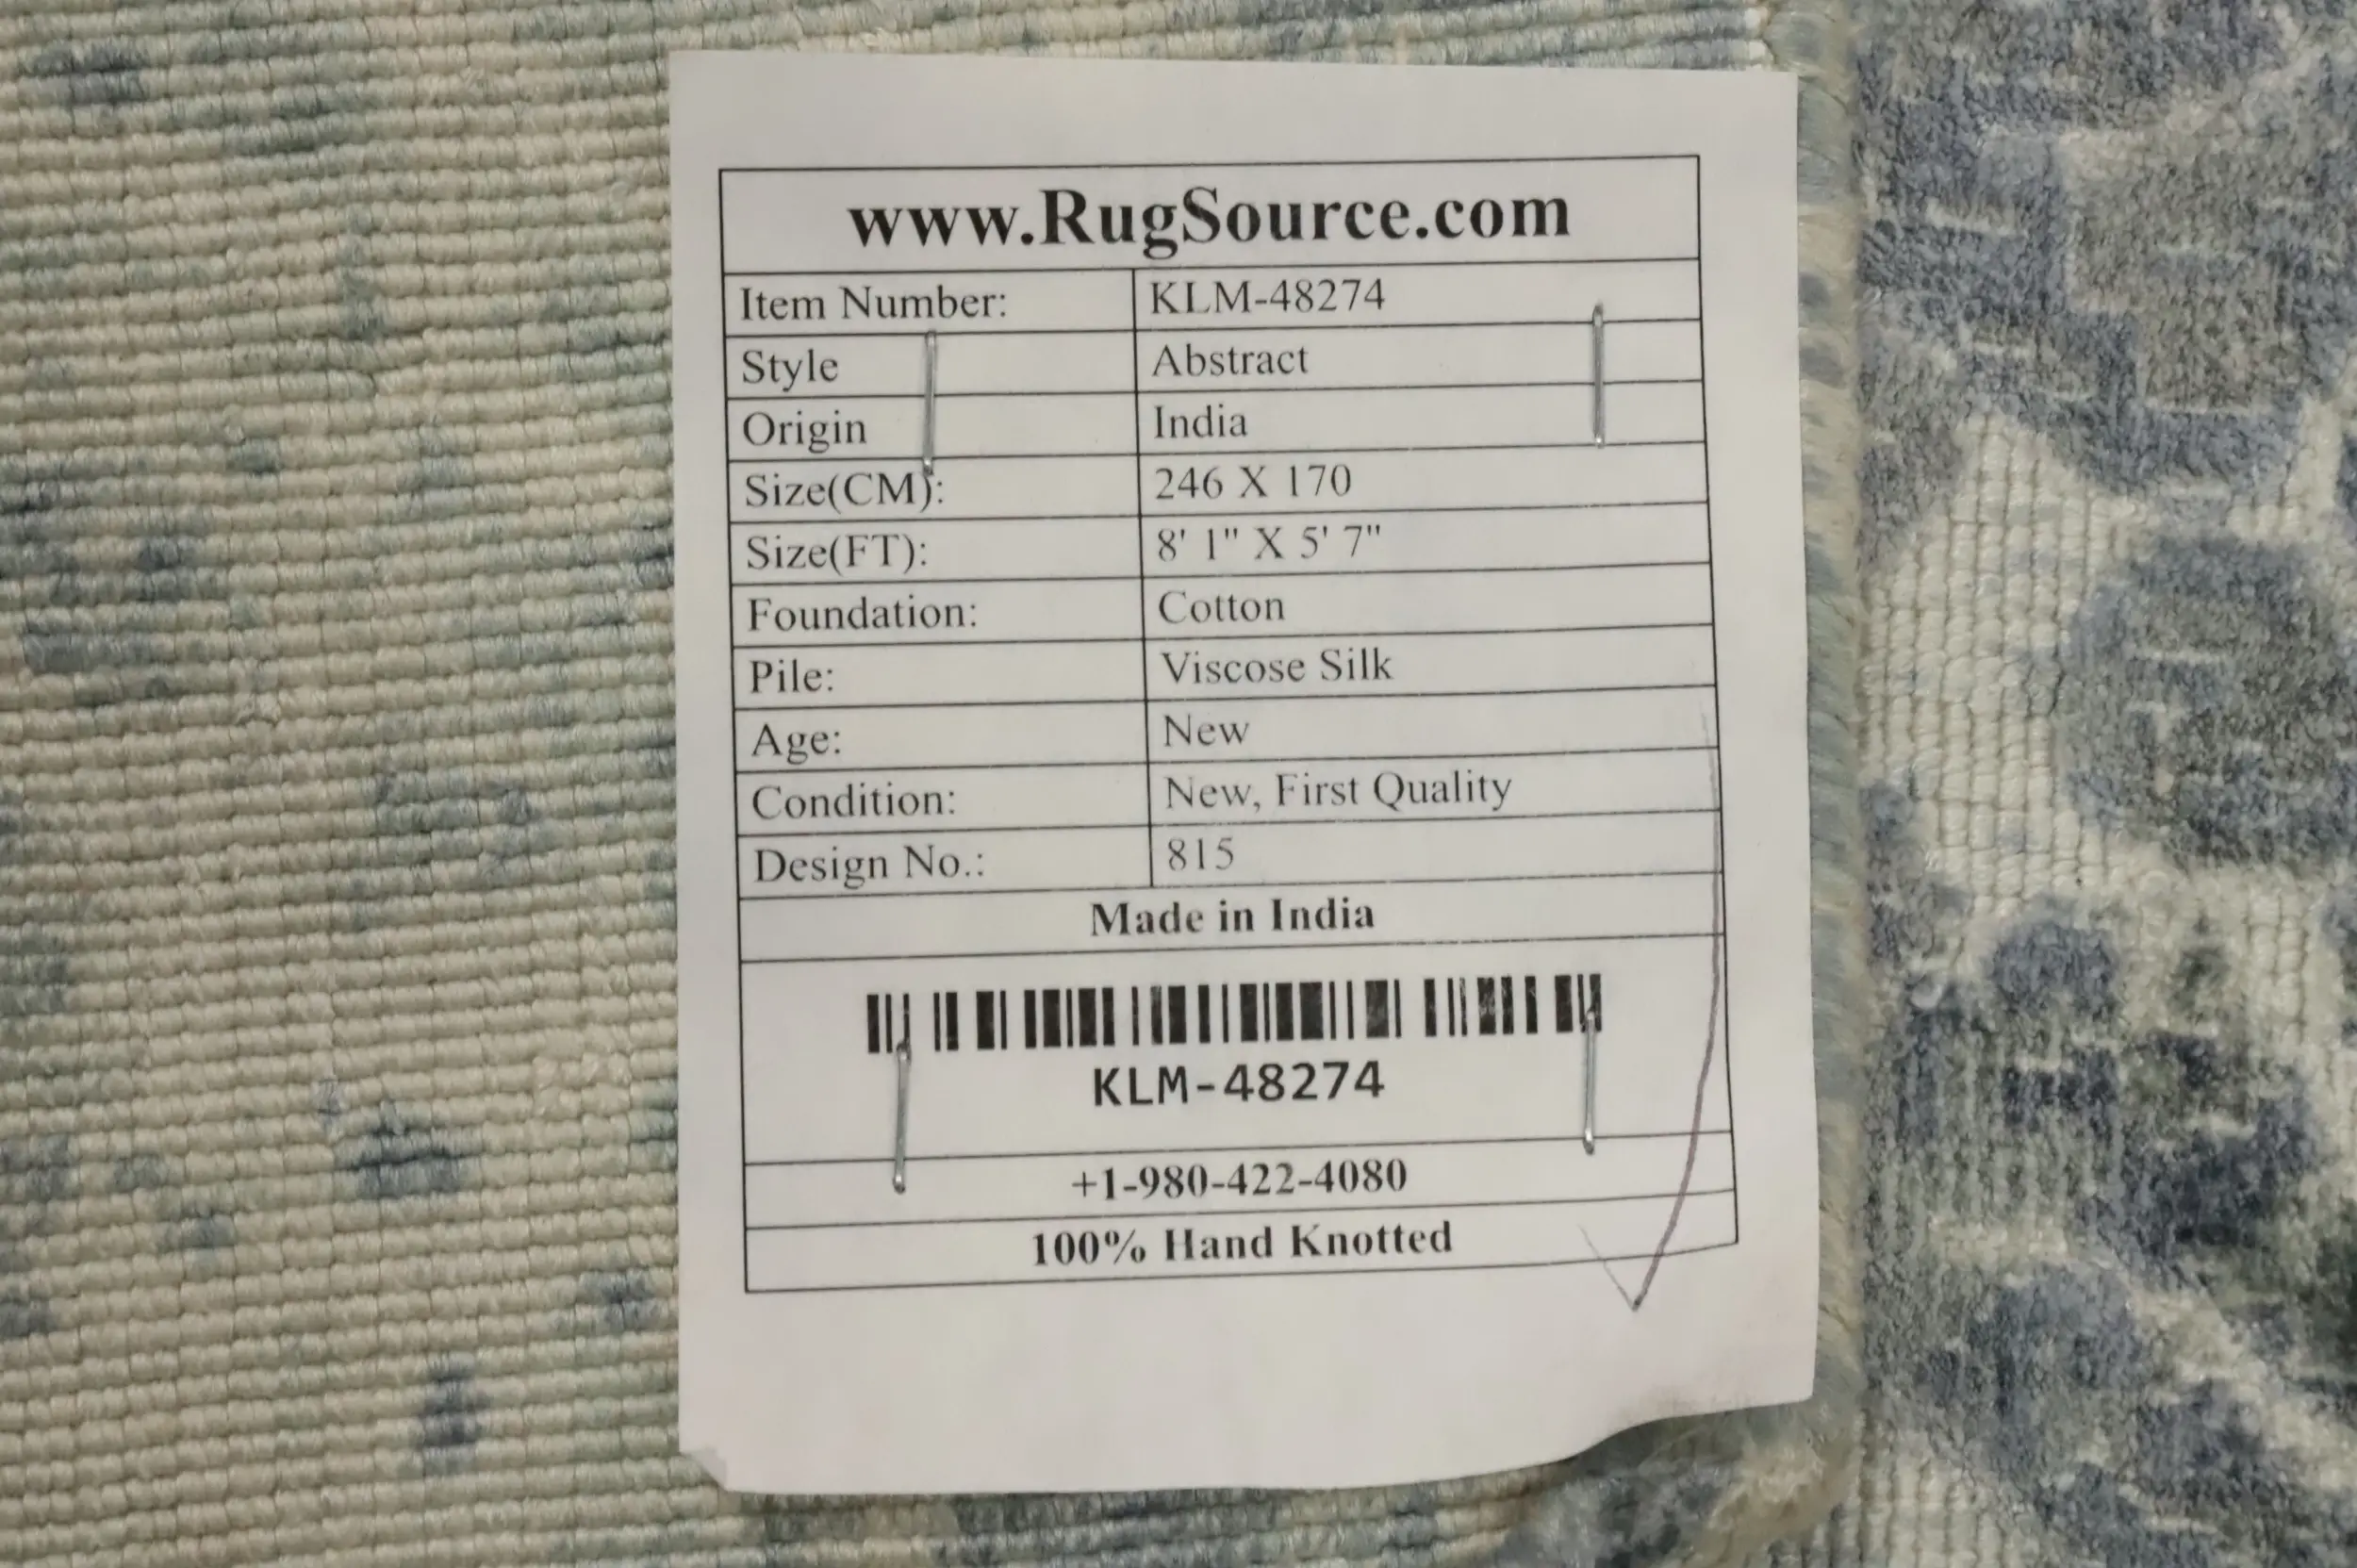 www.RugSource.com
Item Number: KLM-48274
Style Abstract
Origin India
Size(CM): 246 X 170
Size(FT): 8' 1" X 5' 7"
Foundation: Cotton
Pile: Viscose Silk
Age: New
Condition: New, First Quality
Design No.: 815
Made in India
KLM-48274
+1-980-422-4080
100% Hand Knotted